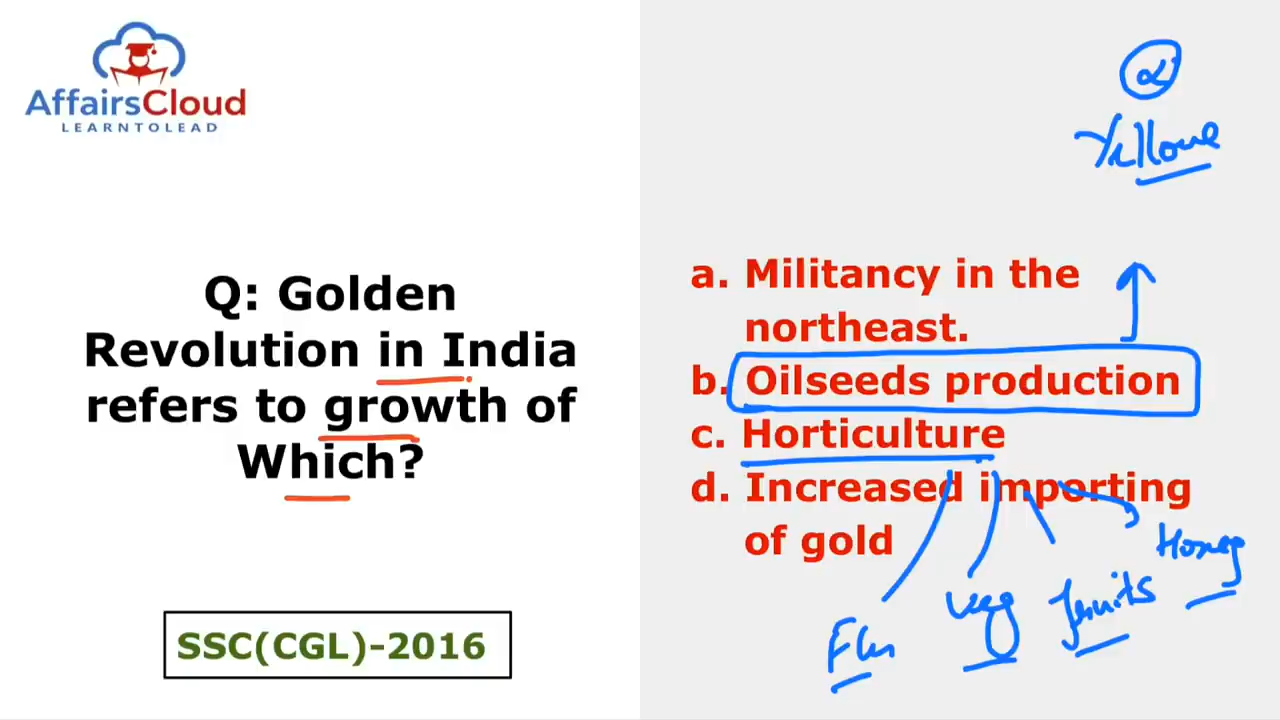 AffairsCloud
LEARNTOLEAD
Q: Golden
Revolution in India
refers to growth of
Which?
SSC(CGL)-2016
α
Yellow
a. Militancy in the
northeast.
b. Oilseeds production
c. Horticulture
d. Increased importing
of gold
Honey
Veg
fruits